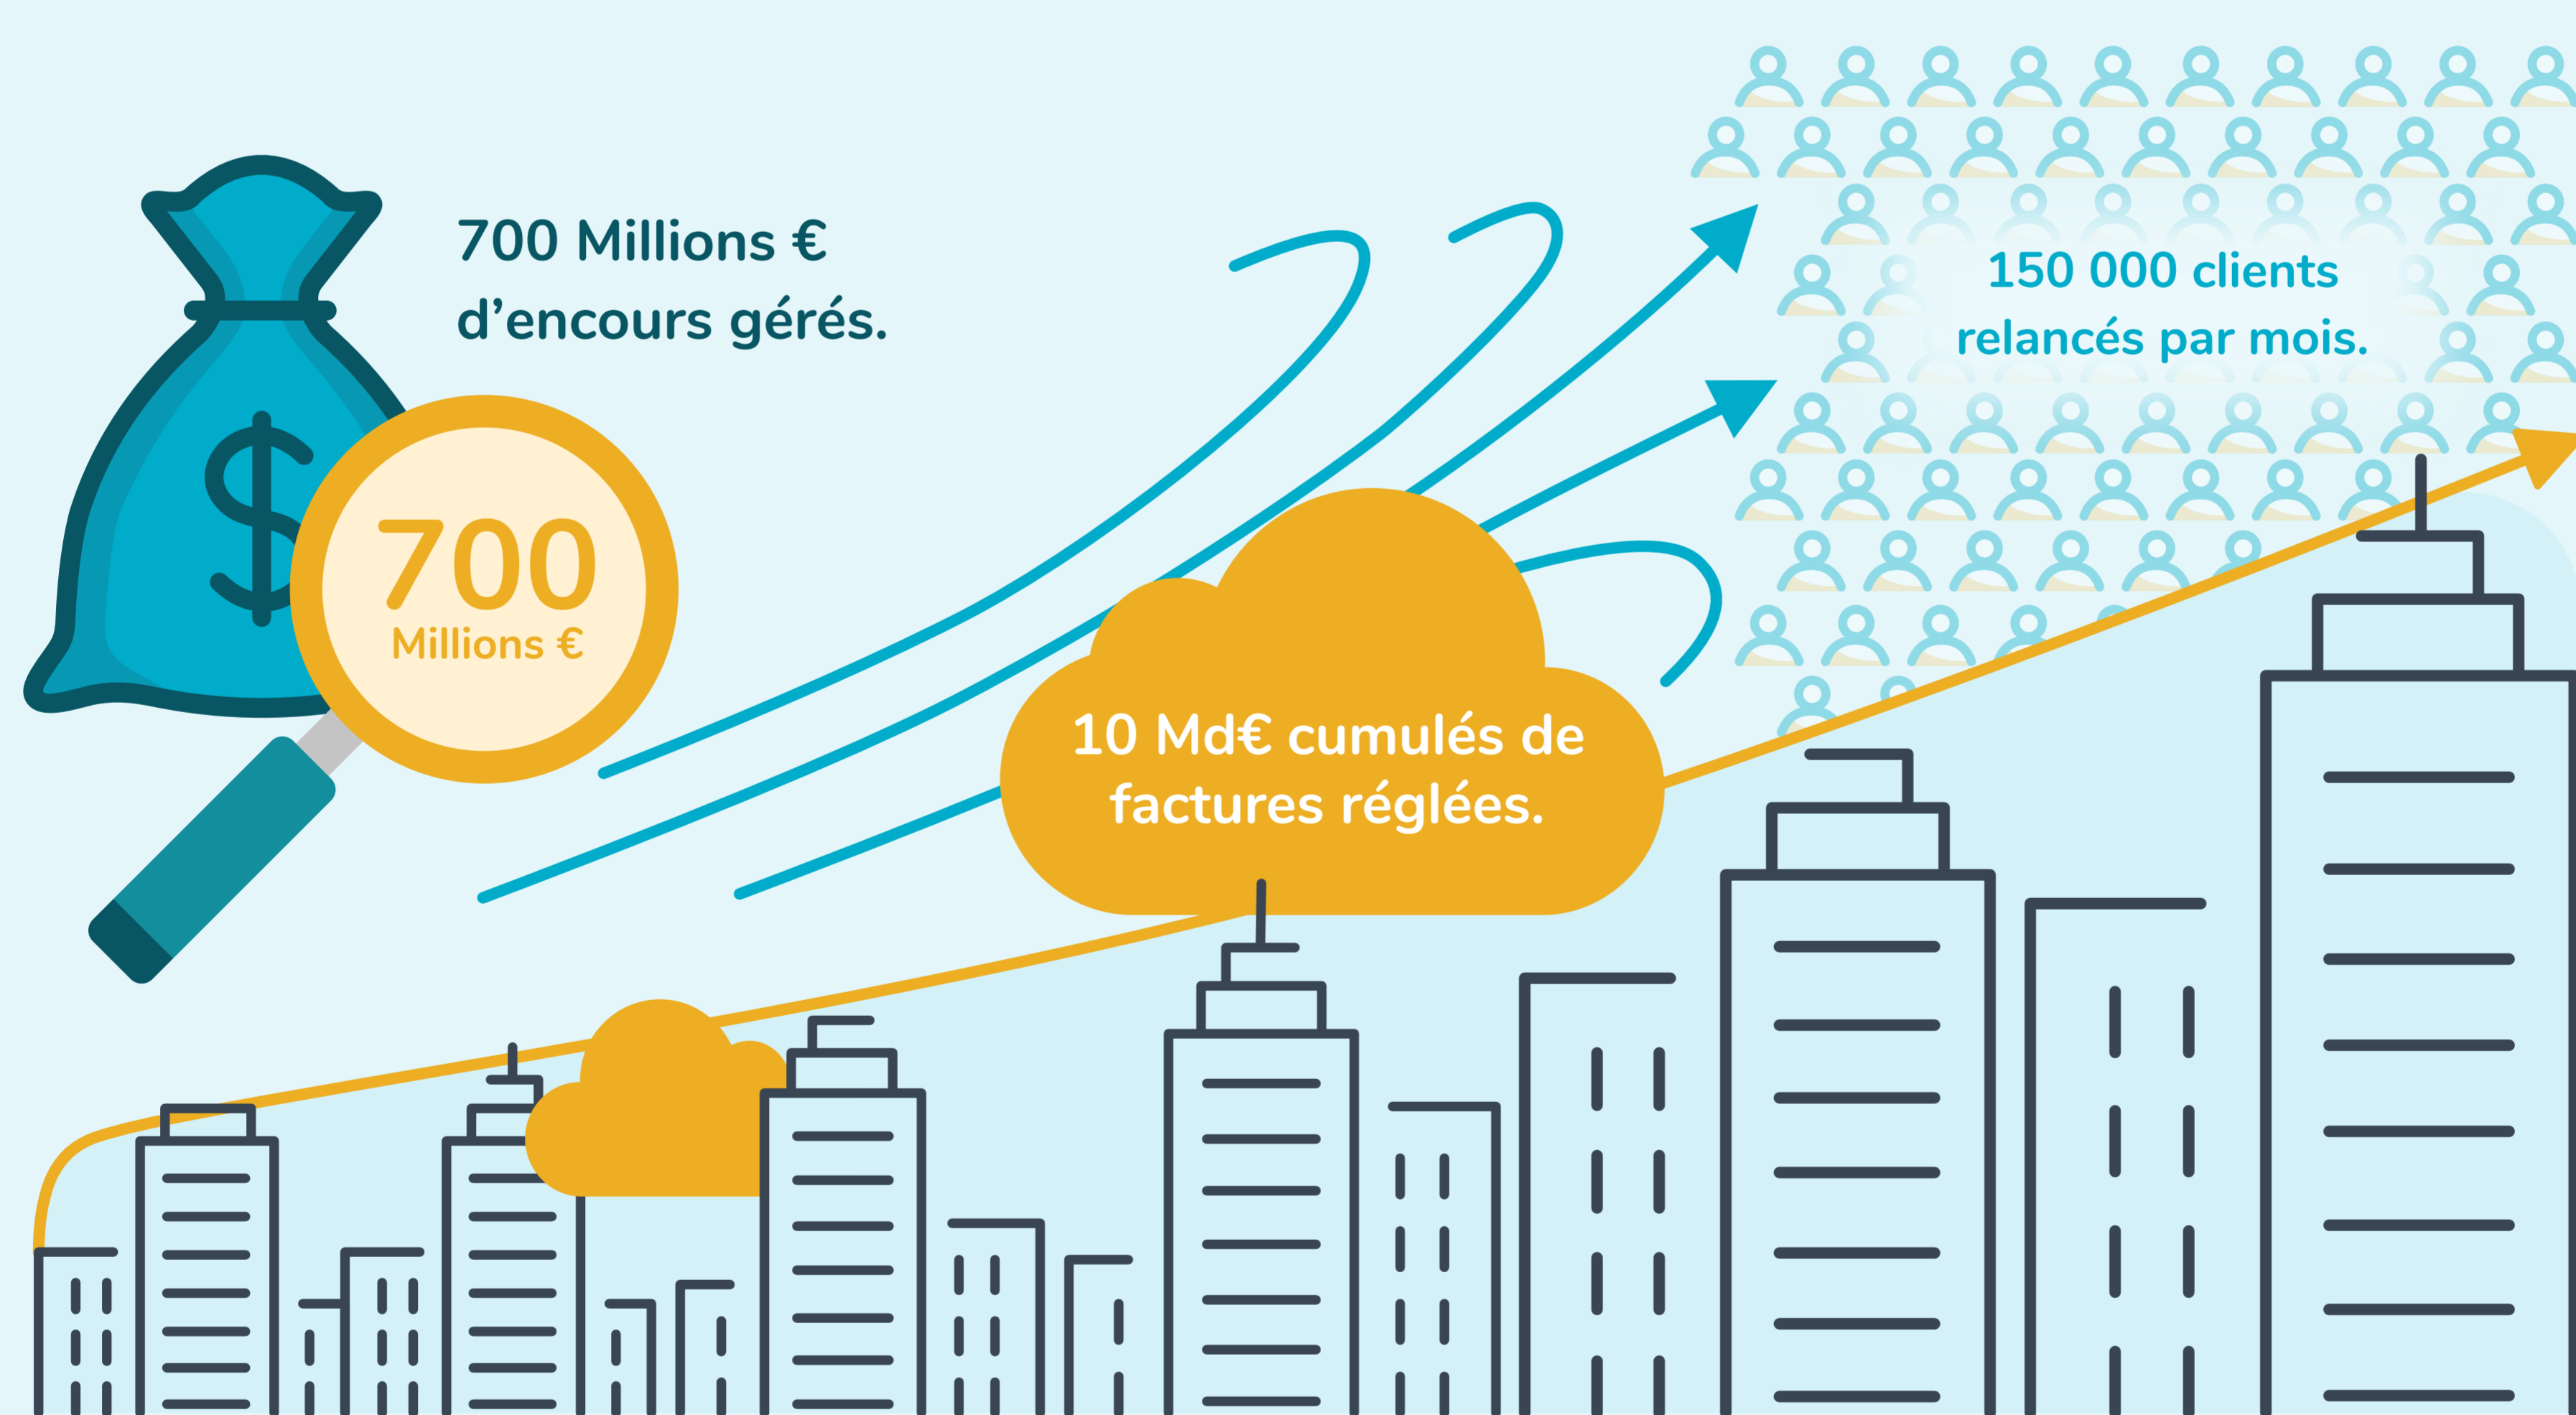 700 Millions €
d’encours gérés.
150 000 clients
relancés par mois.
$
700
Millions €
10 Md€ cumulés de
factures réglées.